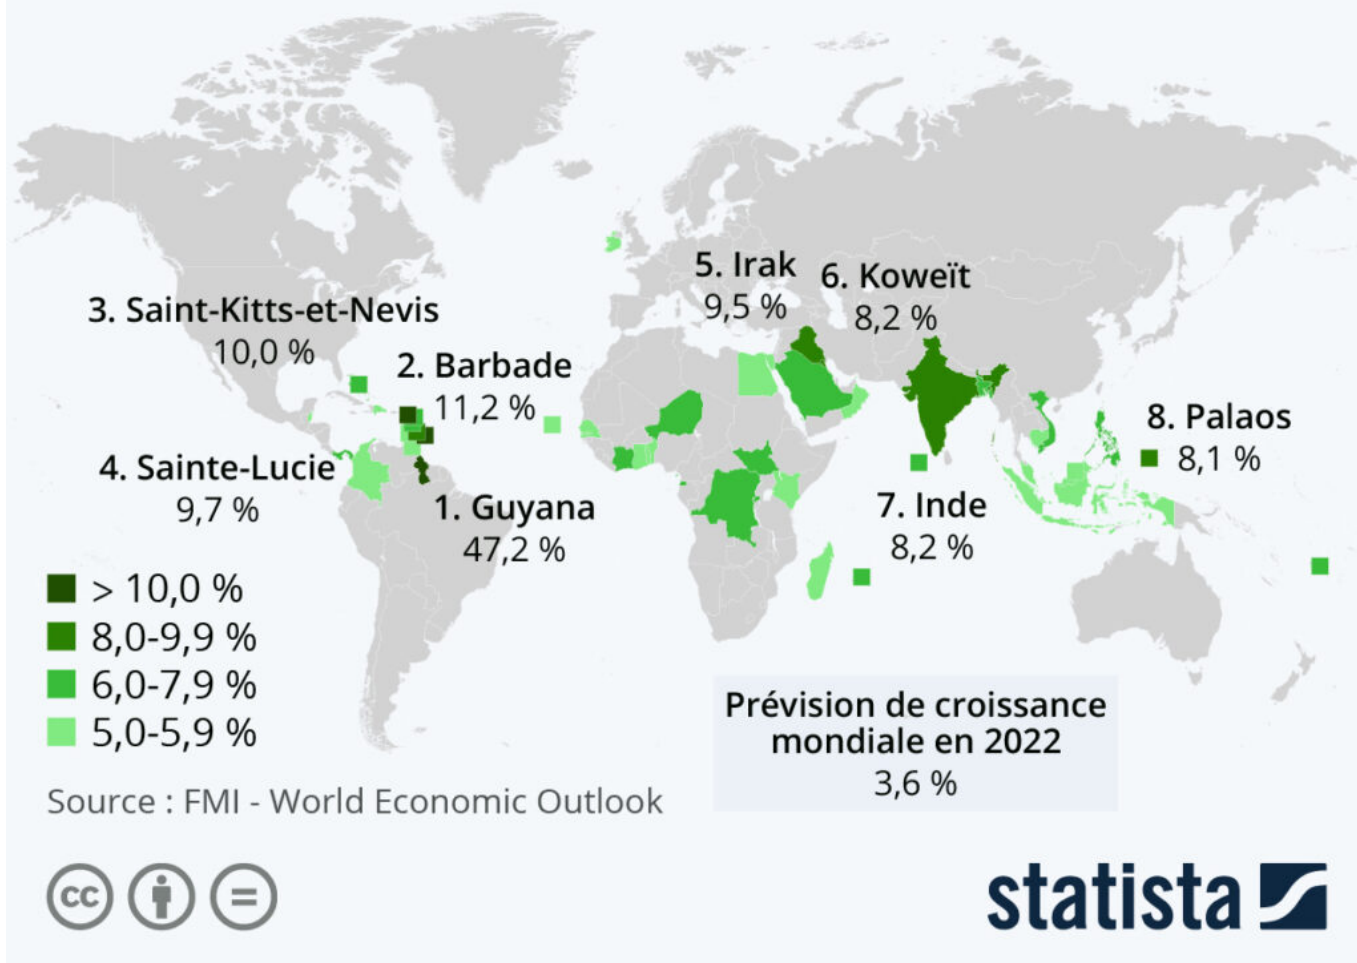 5. Irak
9,5 %
6. Koweït
8,2 %
3. Saint-Kitts-et-Nevis
10,0 %
2. Barbade
11,2 %
4. Sainte-Lucie
9,7 %
1. Guyana
47,2 %
7. Inde
8,2 %
8. Palaos
8,1 %
> 10,0 %
8,0-9,9 %
6,0-7,9 %
5,0-5,9 %
Prévision de croissance
mondiale en 2022
3,6 %
Source : FMI - World Economic Outlook
cc
=
statista